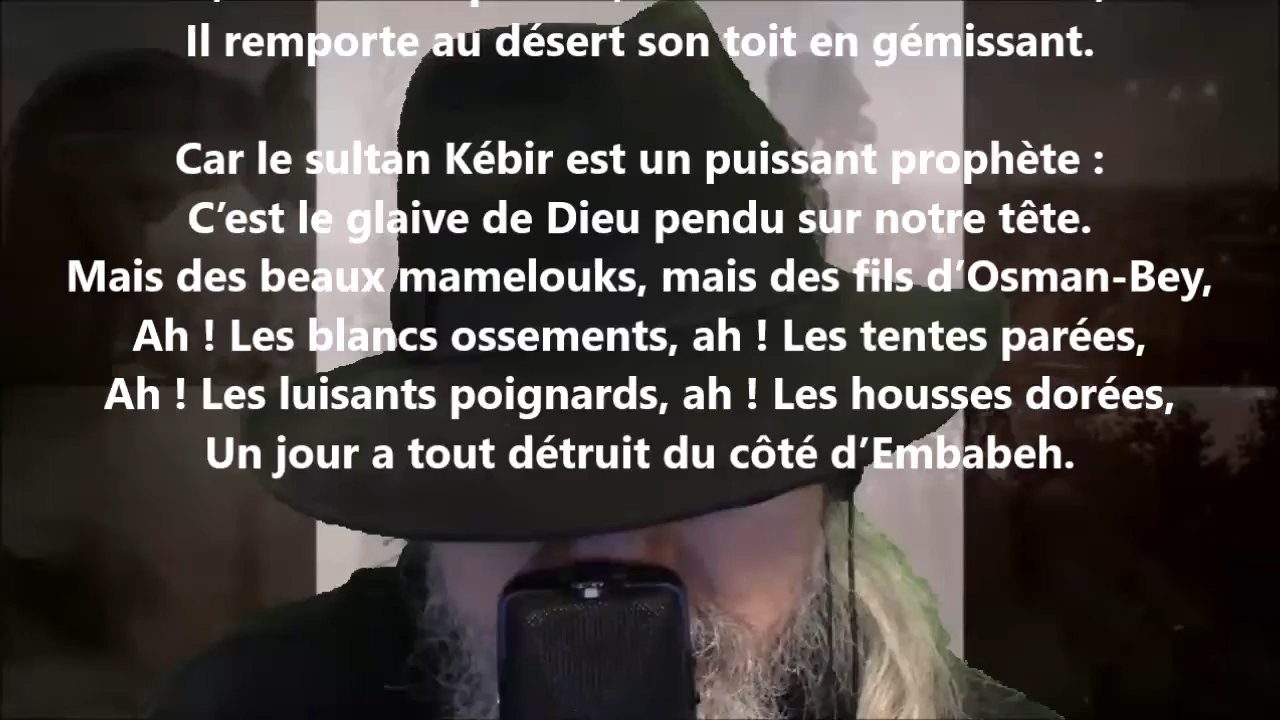 Il remporte au désert son toit en gémissant.
Car le sultan Kébir est un puissant prophète :
C’est le glaive de Dieu pendu sur notre tête.
Mais des beaux mamelouks, mais des fils d’Osman-Bey,
Ah ! Les blancs ossements, ah ! Les tentes parées,
Ah ! Les luisants poignards, ah ! Les housses dorées,
Un jour a tout détruit du côté d’Embabeh.